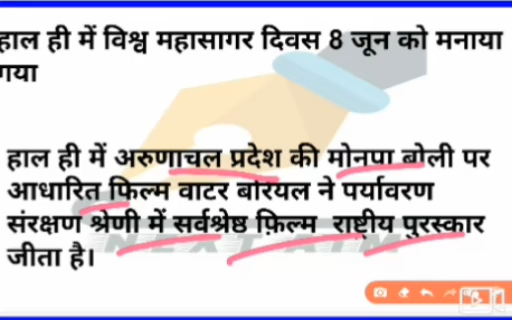 हाल ही में विश्व महासागर दिवस 8 जून को मनाया
गया
हाल ही में अरुणाचल प्रदेश की मोनपा बोली पर
आधारित फिल्म वाटर बरियल ने पर्यावरण
संरक्षण श्रेणी में सर्वश्रेष्ठ फ़िल्म राष्ट्रीय पुरस्कार
जीता है।